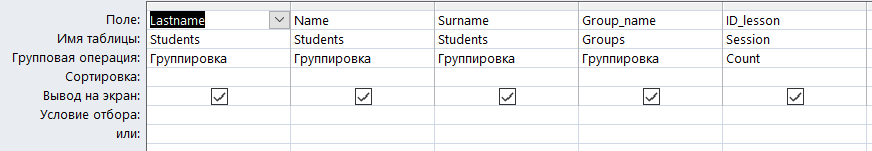 Поле: Lastname Name Surname Group_name ID_lesson
Имя таблицы: Students Students Students Groups Session
Групповая операция: Группировка Группировка Группировка Группировка Count
Сортировка:
Вывод на экран:
Условие отбора:
или: